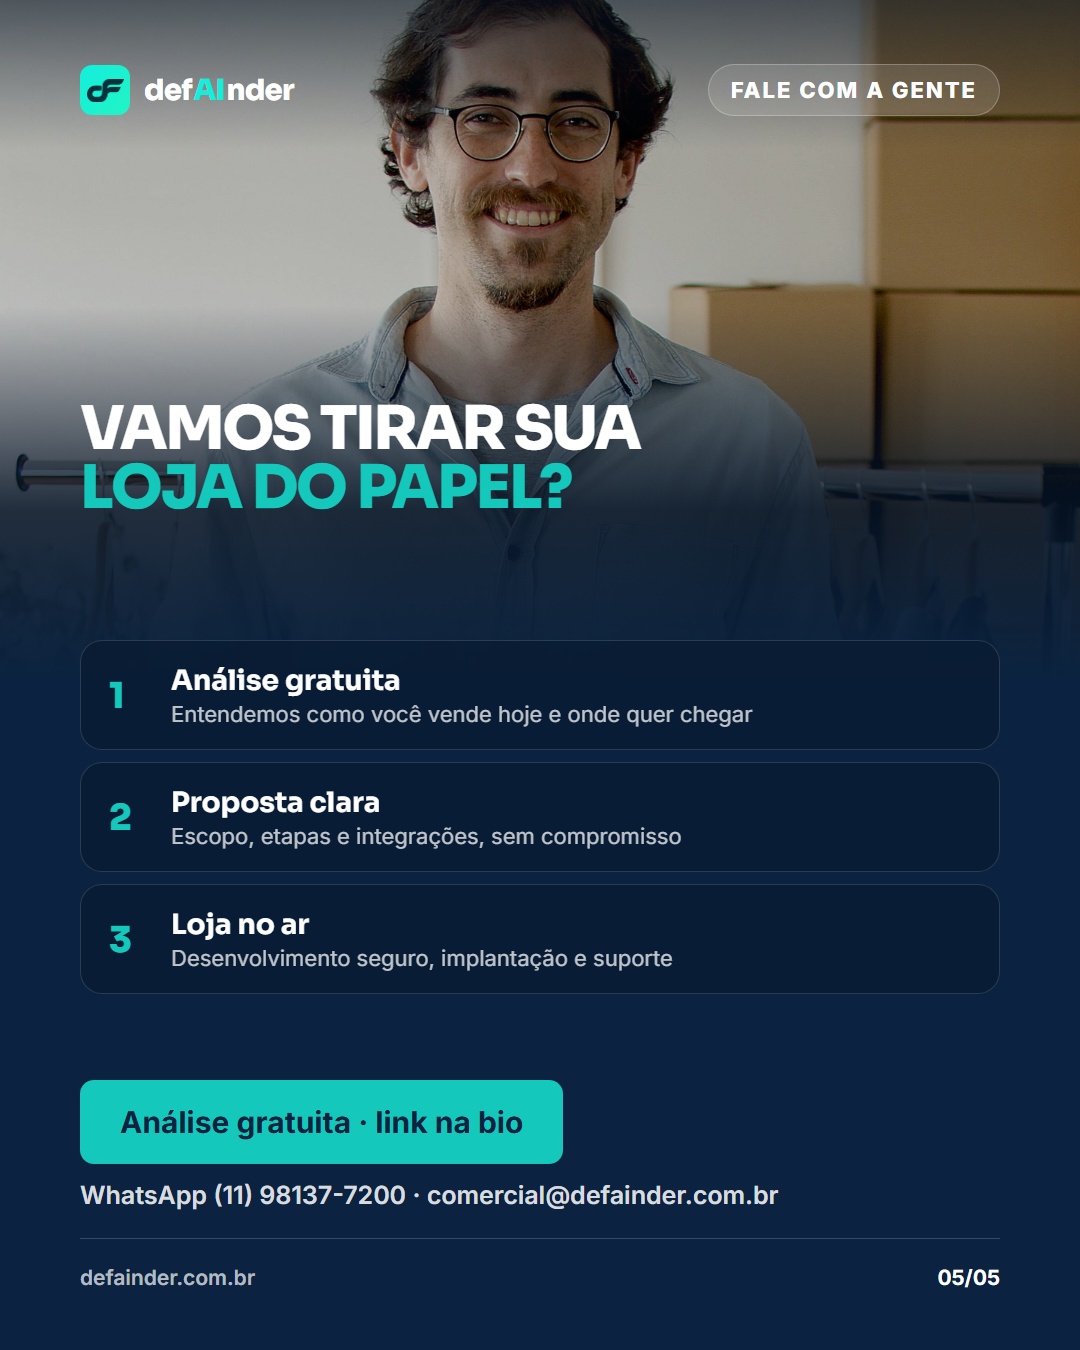 defAInder
FALE COM A GENTE
VAMOS TIRAR SUA
LOJA DO PAPEL?
1
Análise gratuita
Entendemos como você vende hoje e onde quer chegar
2
Proposta clara
Escopo, etapas e integrações, sem compromisso
3
Loja no ar
Desenvolvimento seguro, implantação e suporte
Análise gratuita · link na bio
WhatsApp (11) 98137-7200 · comercial@defainder.com.br
defainder.com.br
05/05